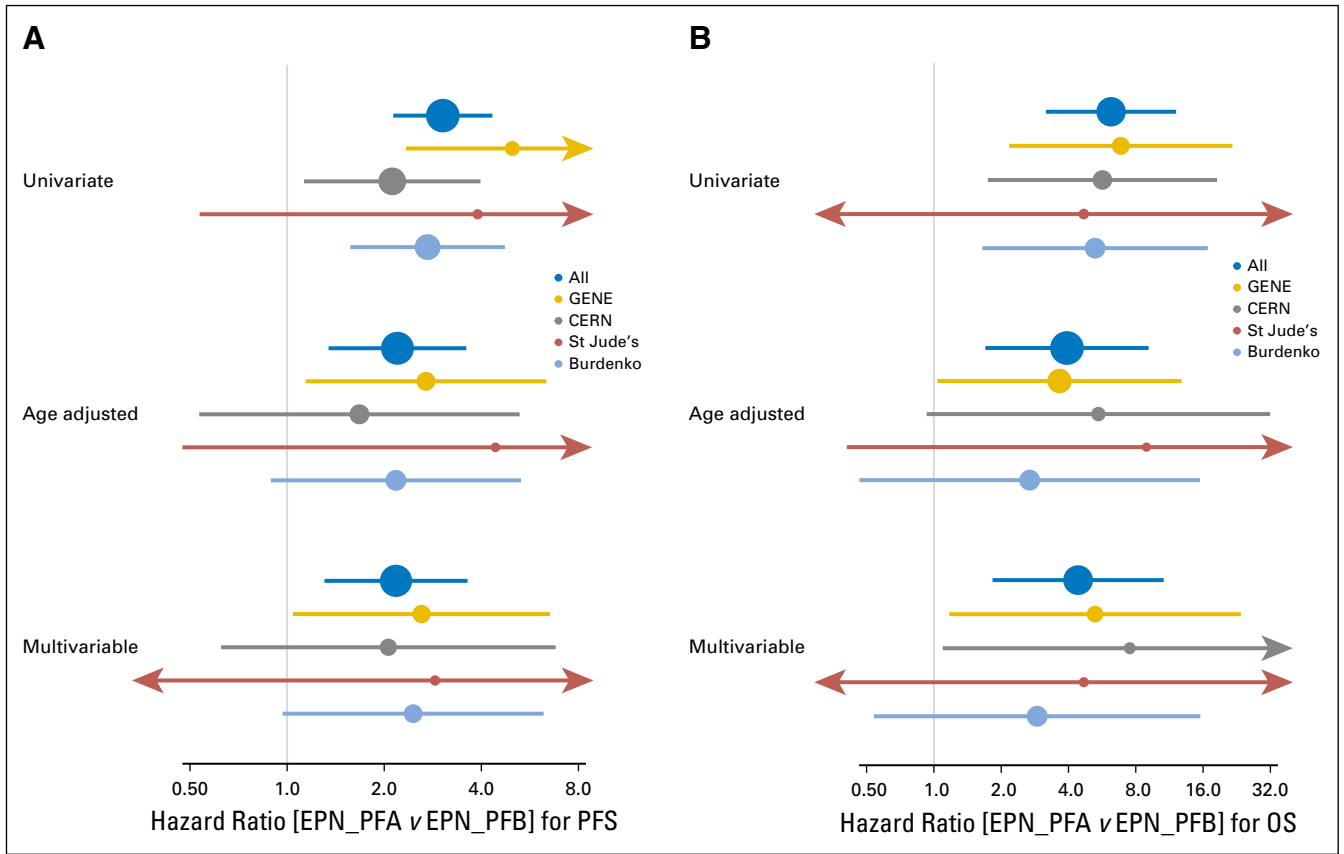 A
Univariate
All
GENE
CERN
St Jude's
Burdenko
Age adjusted
Multivariable
0.50 1.0 2.0 4.0 8.0
Hazard Ratio [EPN_PFA v EPN_PFB] for PFS
B
Univariate
All
GENE
CERN
St Jude's
Burdenko
Age adjusted
Multivariable
0.50 1.0 2.0 4.0 8.0 16.0 32.0
Hazard Ratio [EPN_PFA v EPN_PFB] for OS